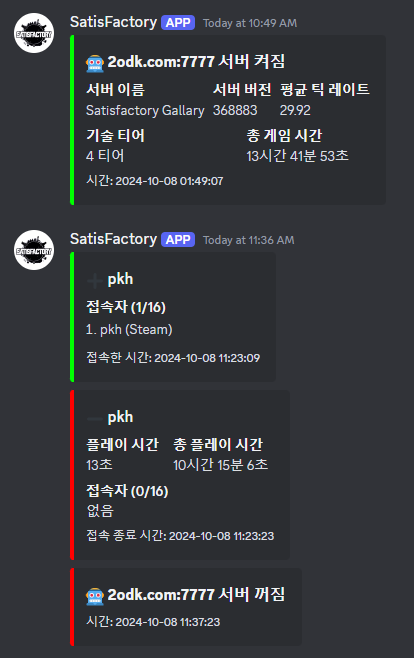 SatisFactory APP Today at 10:49 AM
2odk.com:7777 서버 켜짐
서버 이름 서버 버전 평균 틱 레이트
Satisfactory Gallary 368883 29.92
기술 티어 총 게임 시간
4 티어 13시간 41분 53초
시간: 2024-10-08 01:49:07
SatisFactory APP Today at 11:36 AM
pkh
접속자 (1/16)
1. pkh (Steam)
접속한 시간: 2024-10-08 11:23:09
pkh
플레이 시간 총 플레이 시간
13초 10시간 15분 6초
접속자 (0/16)
없음
접속 종료 시간: 2024-10-08 11:23:23
2odk.com:7777 서버 꺼짐
시간: 2024-10-08 11:37:23